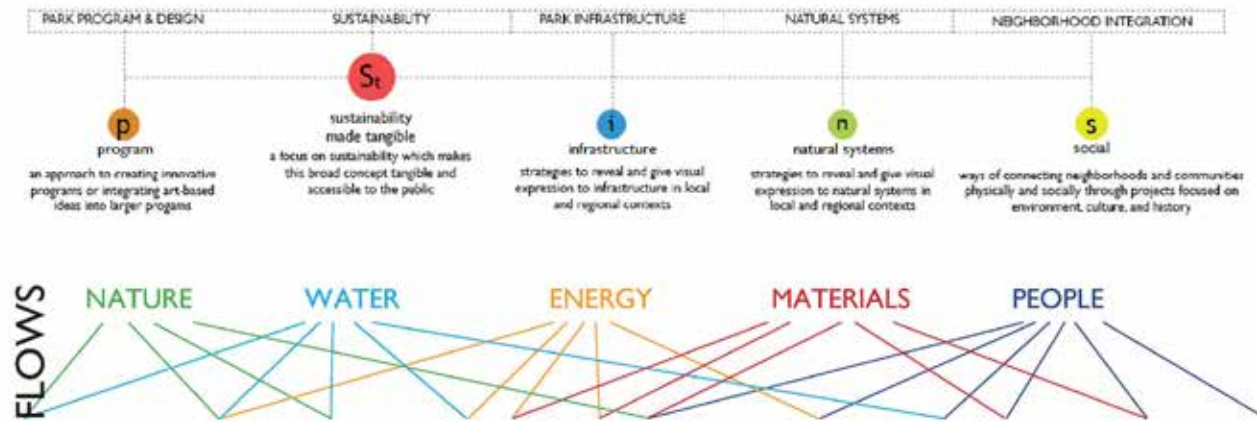 PARK PROGRAM & DESIGN
SUSTAINABILITY
PARK INFRASTRUCTURE
NATURAL SYSTEMS
NEIGHBORHOOD INTEGRATION
St
p
i
n
s
program
an approach to creating innovative
programs or integrating art-based
ideas into larger progams
sustainability
made tangible
a focus on sustainability which makes
this broad concept tangible and
accessible to the public
infrastructure
strategies to reveal and give visual
expression to infrastructure in local
and regional contexts
natural systems
strategies to reveal and give visual
expression to natural systems in
local and regional contexts
social
ways of connecting neighborhoods and communities
physically and socially through projects focused on
environment, culture, and history
FLOWS
NATURE
WATER
ENERGY
MATERIALS
PEOPLE